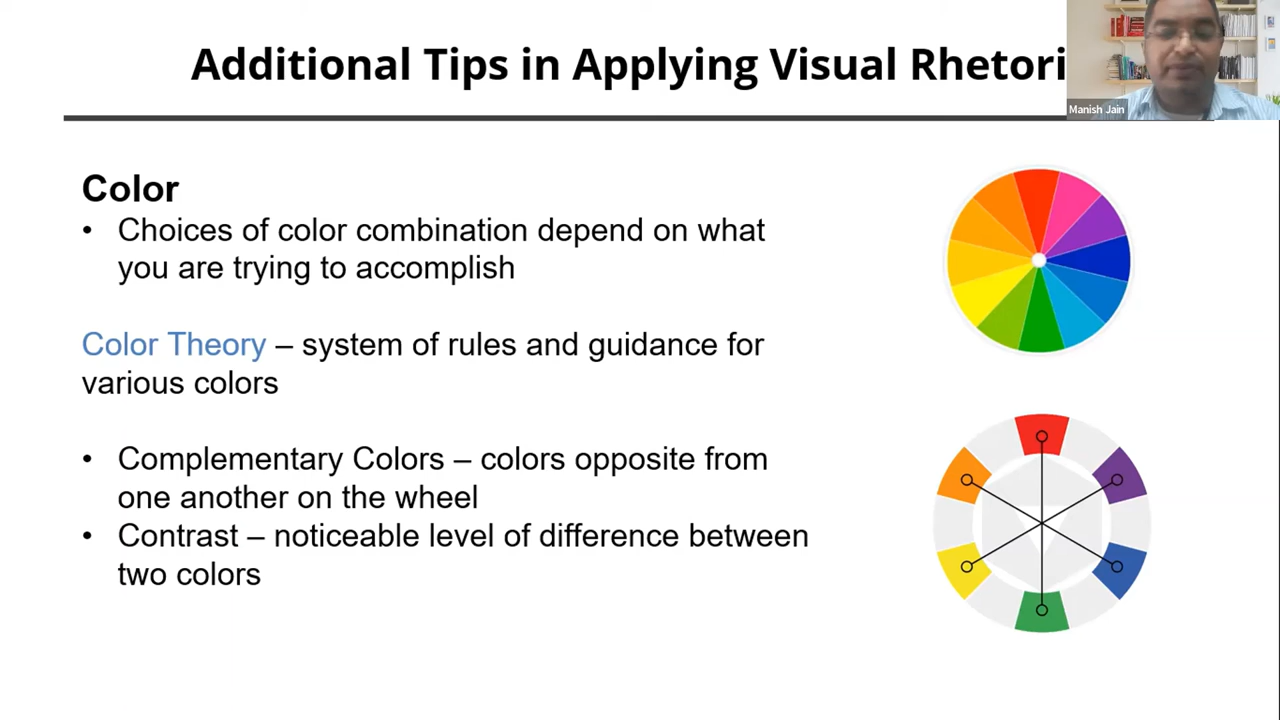 Additional Tips in Applying Visual Rhetori
Manish Jain
Color
• Choices of color combination depend on what
you are trying to accomplish
Color Theory – system of rules and guidance for
various colors
• Complementary Colors – colors opposite from
one another on the wheel
• Contrast – noticeable level of difference between
two colors